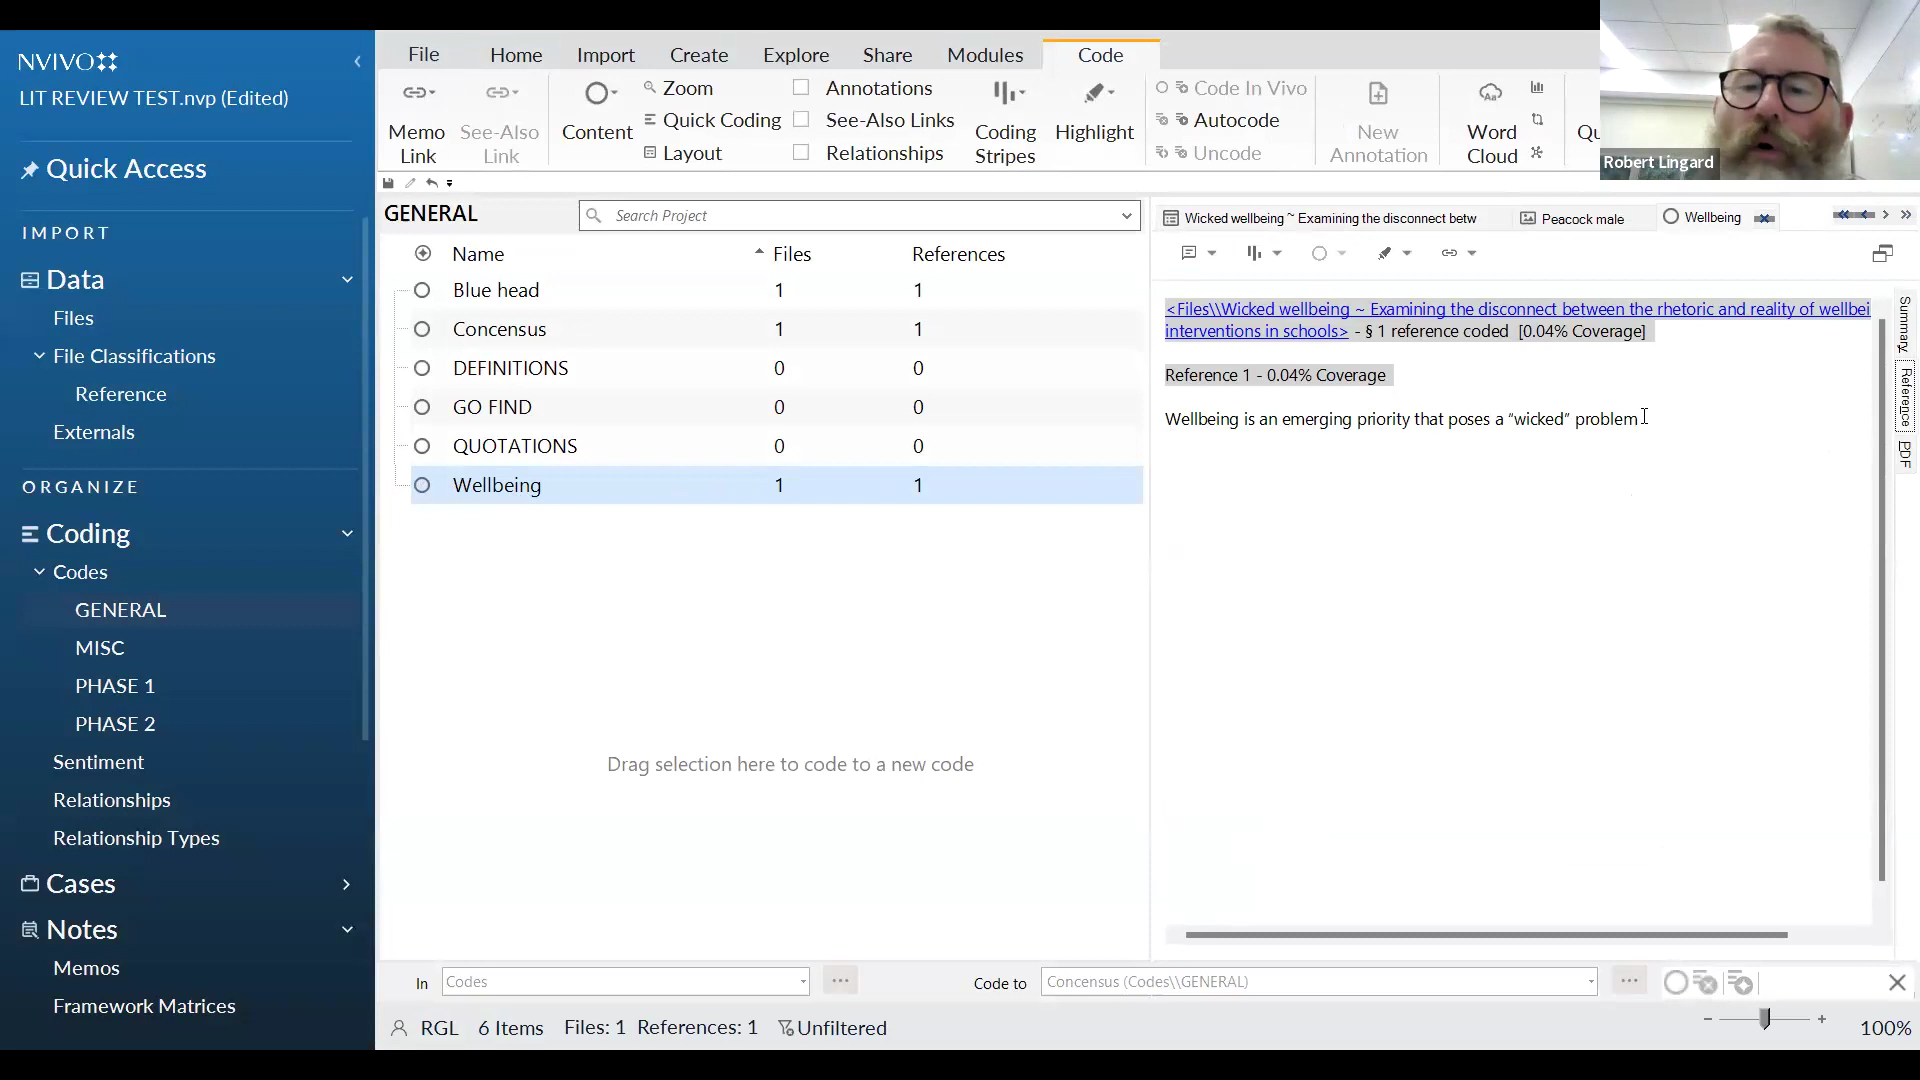 NVIVO
LIT REVIEW TEST.nvp (Edited)
Quick Access
IMPORT
Data
Files
File Classifications
Reference
Externals
ORGANIZE
Coding
Codes
GENERAL
MISC
PHASE 1
PHASE 2
Sentiment
Relationships
Relationship Types
Cases
Notes
Memos
Framework Matrices
File Home Import Create Explore Share Modules Code
Memo Link
See-Also Link
Content
Zoom
Quick Coding
Layout
Annotations
See-Also Links
Relationships
Coding Stripes
Highlight
Code In Vivo
Autocode
Uncode
New Annotation
Word Cloud
Robert Lingard
GENERAL
Search Project
Name Files References
Blue head 1 1
Concensus 1 1
DEFINITIONS 0 0
GO FIND 0 0
QUOTATIONS 0 0
Wellbeing 1 1
Drag selection here to code to a new code
Wicked wellbeing ~ Examining the disconnect betw
Peacock male
Wellbeing
<Files\\Wicked wellbeing ~ Examining the disconnect between the rhetoric and reality of wellbei
interventions in schools> - § 1 reference coded [0.04% Coverage]
Reference 1 - 0.04% Coverage
Wellbeing is an emerging priority that poses a “wicked” problem
Summary
Reference
PDF
In Codes ... Code to Concensus (Codes\\GENERAL) ...
RGL 6 Items Files: 1 References: 1 Unfiltered
100%